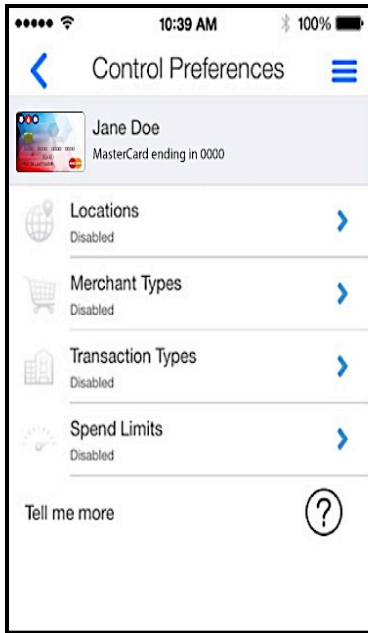 10:39 AM
100%
Control Preferences
Jane Doe
MasterCard ending in 0000
Locations
Disabled
Merchant Types
Disabled
Transaction Types
Disabled
Spend Limits
Disabled
Tell me more
?